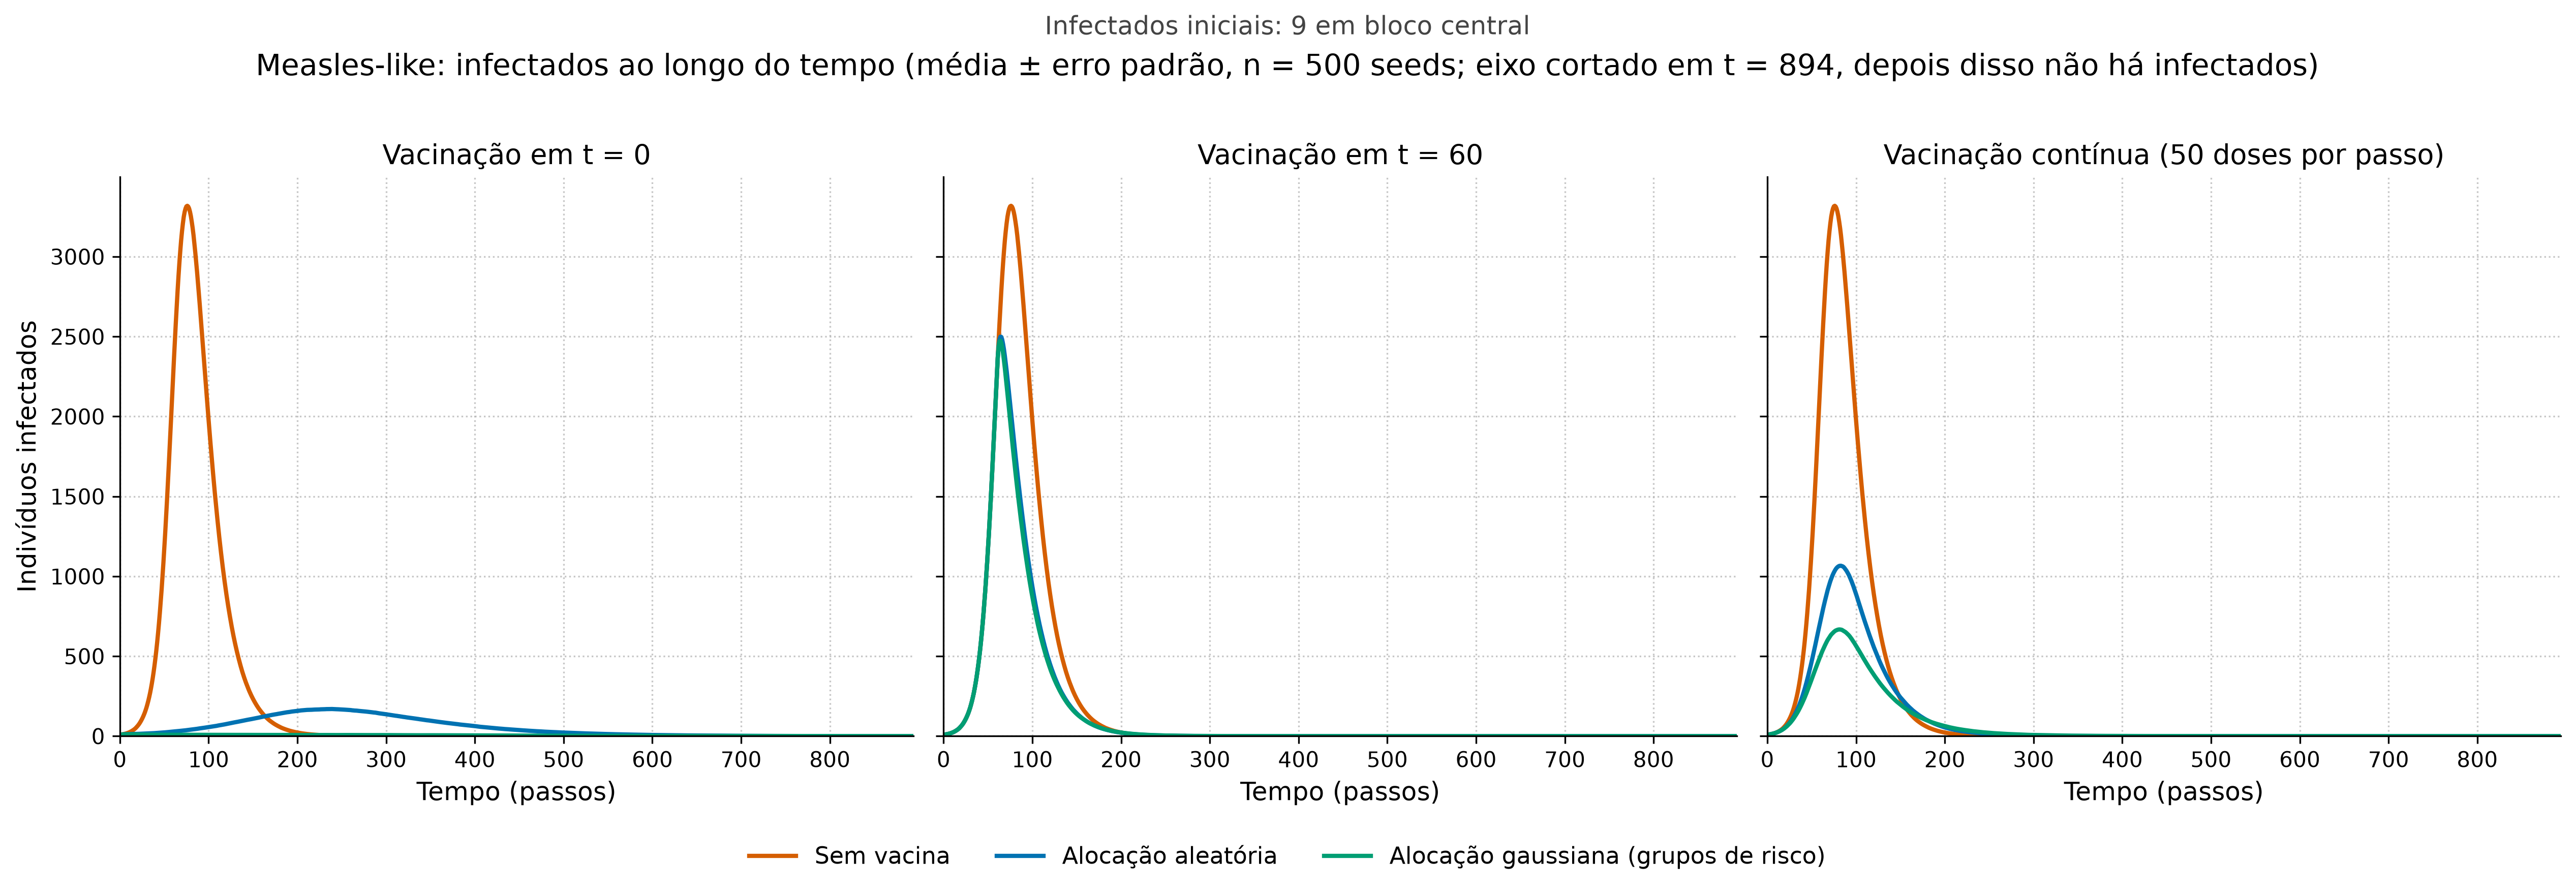 Infectados iniciais: 9 em bloco central
Measles-like: infectados ao longo do tempo (média ± erro padrão, n = 500 seeds; eixo cortado em t = 894, depois disso não há infectados)
Vacinação em t = 0
Vacinação em t = 60
Vacinação contínua (50 doses por passo)
Indivíduos infectados
3000
2500
2000
1500
1000
500
0
0 100 200 300 400 500 600 700 800
0 100 200 300 400 500 600 700 800
0 100 200 300 400 500 600 700 800
Tempo (passos)
Tempo (passos)
Tempo (passos)
Sem vacina
Alocação aleatória
Alocação gaussiana (grupos de risco)